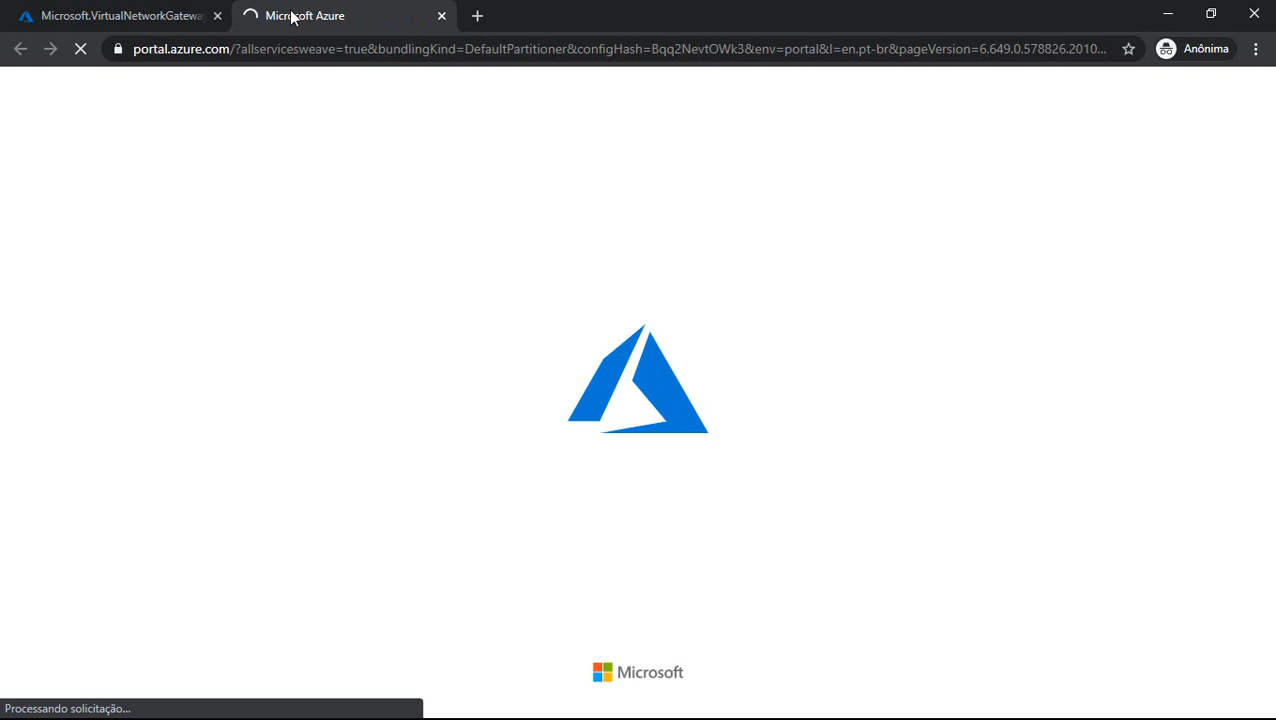 Microsoft.VirtualNetworkGatewa
Microsoft Azure
portal.azure.com/?allservicesweave=true&bundlingKind=DefaultPartitioner&configHash=Bqq2NevtOWk3&env=portal&l=en.pt-br&pageVersion=6.649.0.578826.2010...
Anônima
Microsoft
Processando solicitação...